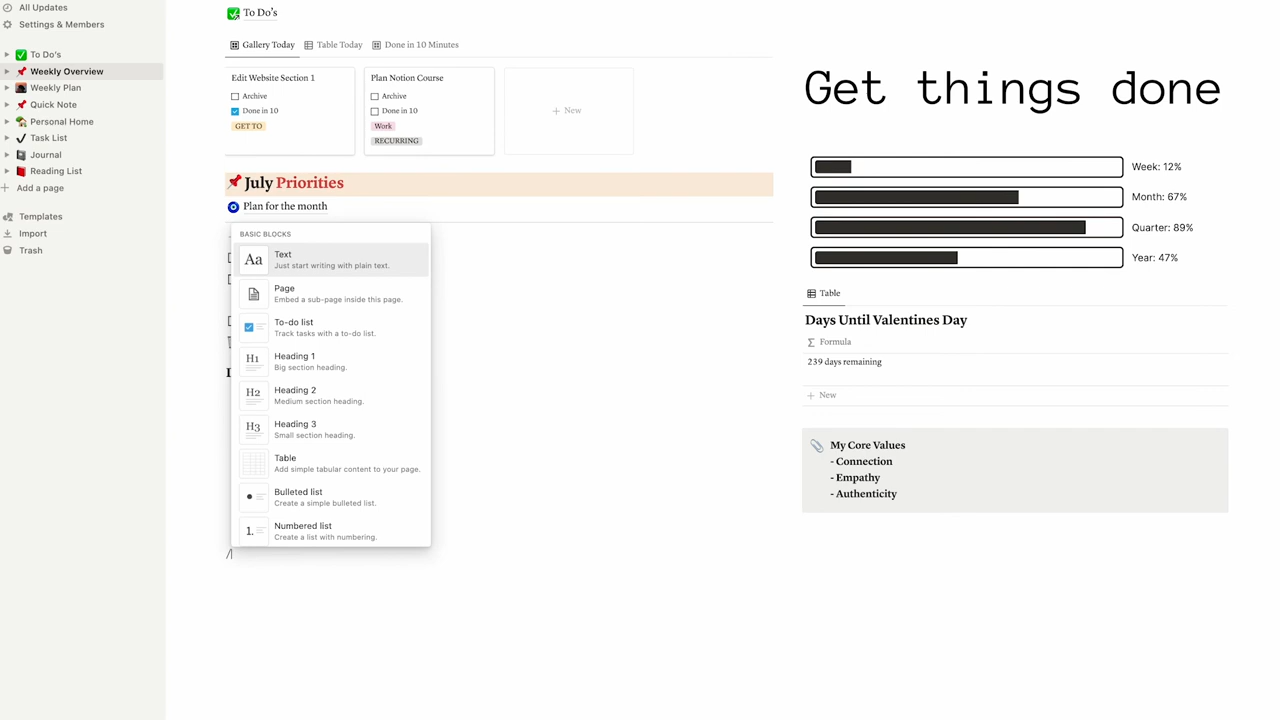 All Updates
Settings & Members
To Do's
Weekly Overview
Weekly Plan
Quick Note
Personal Home
Task List
Journal
Reading List
Add a page
Templates
Import
Trash
To Do's
Gallery Today Table Today Done in 10 Minutes
Edit Website Section 1
Archive
Done in 10
GET TO
Plan Notion Course
Archive
Done in 10
Work
RECURRING
+ New
July Priorities
Plan for the month
BASIC BLOCKS
Text
Just start writing with plain text.
Page
Embed a sub-page inside this page.
To-do list
Track tasks with a to-do list.
Heading 1
Big section heading.
Heading 2
Medium section heading.
Heading 3
Small section heading.
Table
Add simple tabular content to your page.
Bulleted list
Create a simple bulleted list.
Numbered list
Create a list with numbering.
/
Get things done
Week: 12%
Month: 67%
Quarter: 89%
Year: 47%
Table
Days Until Valentines Day
Formula
239 days remaining
+ New
My Core Values
- Connection
- Empathy
- Authenticity